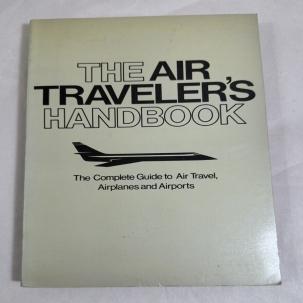 THE AIR
TRAVELER'S
HANDBOOK
The Complete Guide to Air Travel,
Airplanes and Airports